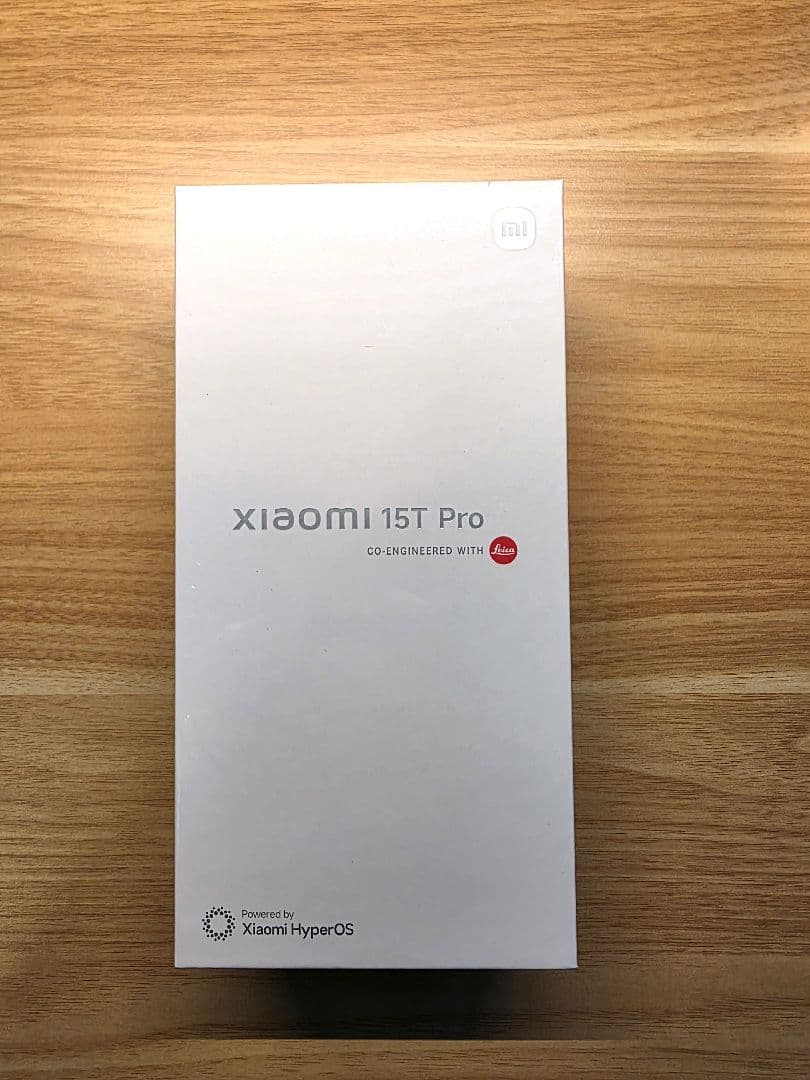 mi
xiaomi 15T Pro
CO-ENGINEERED WITH Leica
Powered by
Xiaomi HyperOS